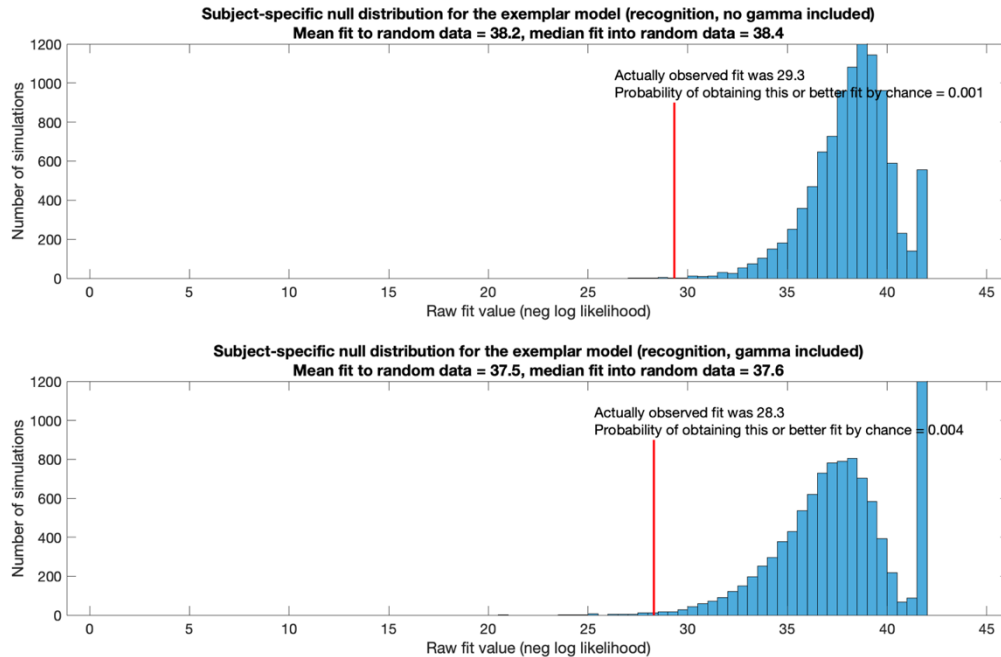 Subject-specific null distribution for the exemplar model (recognition, no gamma included)
Mean fit to random data = 38.2, median fit into random data = 38.4
1200
1000
800
600
400
200
0
Number of simulations
Actually observed fit was 29.3
Probability of obtaining this or better fit by chance = 0.001
0 5 10 15 20 25 30 35 40 45
Raw fit value (neg log likelihood)
Subject-specific null distribution for the exemplar model (recognition, gamma included)
Mean fit to random data = 37.5, median fit into random data = 37.6
1200
1000
800
600
400
200
0
Number of simulations
Actually observed fit was 28.3
Probability of obtaining this or better fit by chance = 0.004
0 5 10 15 20 25 30 35 40 45
Raw fit value (neg log likelihood)